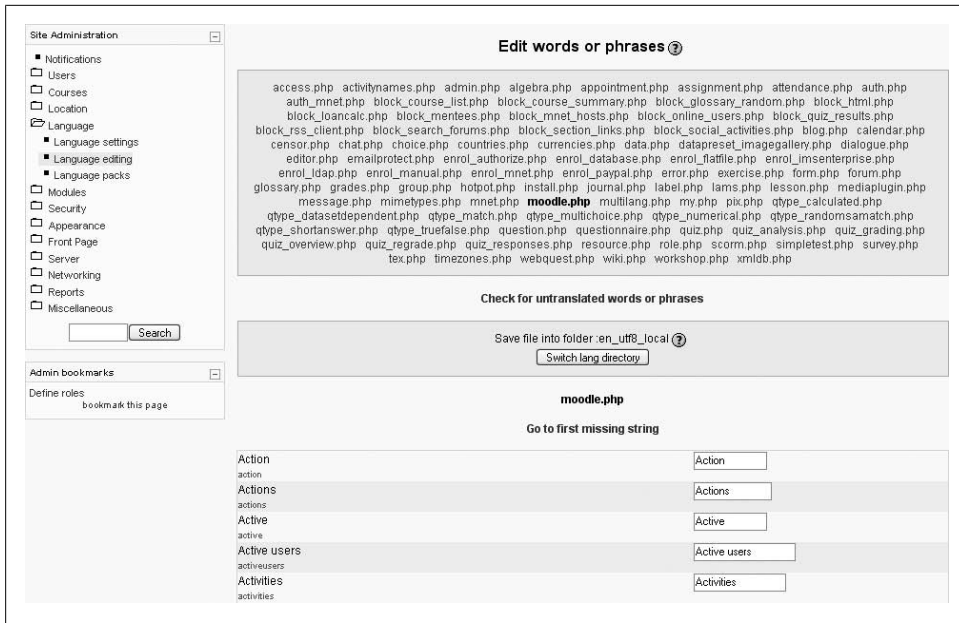 Site Administration
Notifications
Users
Courses
Location
Language
Language settings
Language editing
Language packs
Modules
Security
Appearance
Front Page
Server
Networking
Reports
Miscellaneous
Search
Admin bookmarks
Define roles
bookmark this page
Edit words or phrases
access.php activitynames.php admin.php algebra.php appointment.php assignment.php attendance.php auth.php
auth_mnet.php block_course_list.php block_course_summary.php block_glossary_random.php block_html.php
block_loancalc.php block_mentees.php block_mnet_hosts.php block_online_users.php block_quiz_results.php
block_rss_client.php block_search_forums.php block_section_links.php block_social_activities.php blog.php calendar.php
censor.php chat.php choice.php countries.php currencies.php data.php datapreset_imagegallery.php dialogue.php
editor.php emailprotect.php enrol_authorize.php enrol_database.php enrol_flatfile.php enrol_imsenterprise.php
enrol_ldap.php enrol_manual.php enrol_mnet.php enrol_paypal.php error.php exercise.php form.php forum.php
glossary.php grades.php group.php hotpot.php install.php journal.php label.php lams.php lesson.php mediaplugin.php
message.php mimetypes.php mnet.php moodle.php multilang.php my.php pix.php qtype_calculated.php
qtype_datasetdependent.php qtype_match.php qtype_multichoice.php qtype_numerical.php qtype_randomsamatch.php
qtype_shortanswer.php qtype_truefalse.php question.php questionnaire.php quiz.php quiz_analysis.php quiz_grading.php
quiz_overview.php quiz_regrade.php quiz_responses.php resource.php role.php scorm.php simpletest.php survey.php
tex.php timezones.php webquest.php wiki.php workshop.php xmldb.php
Check for untranslated words or phrases
Save file into folder :en_utf8_local
Switch lang directory
moodle.php
Go to first missing string
Action Action
action
Actions Actions
actions
Active Active
active
Active users Active users
activeusers
Activities Activities
activities